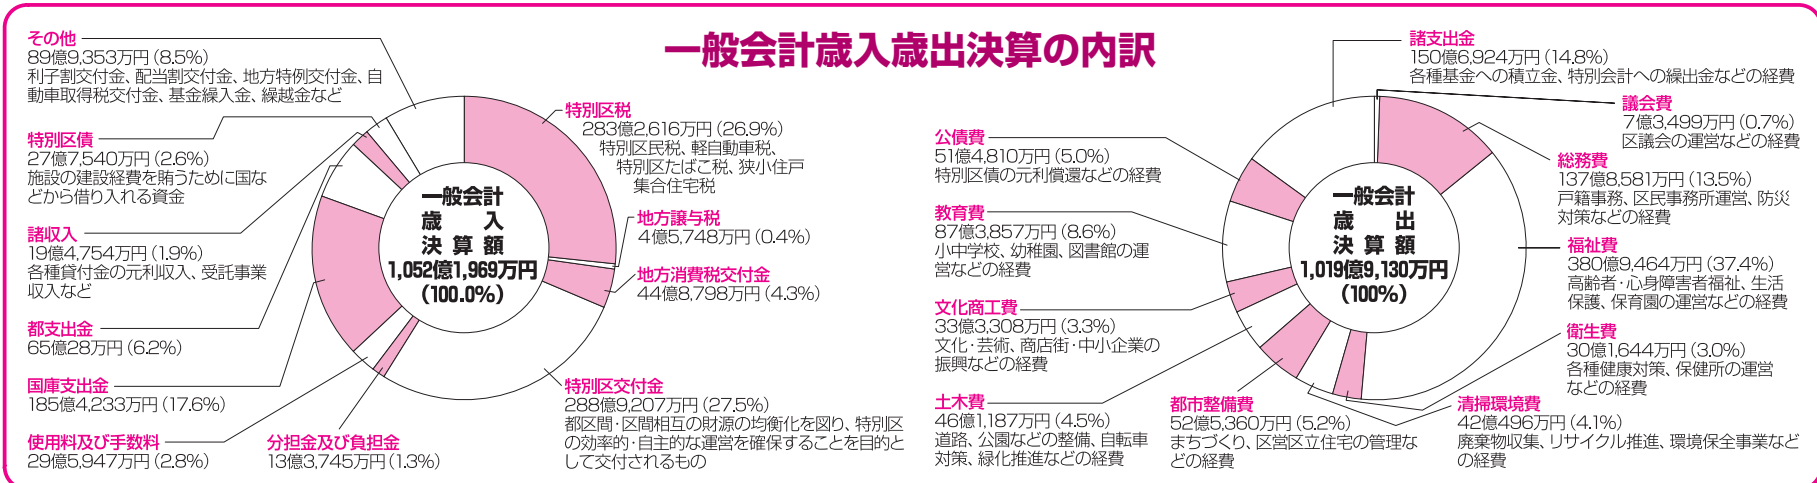 一般会計歳入歳出決算の内訳
その他
89億9,353万円(8.5%)
利子割交付金、配当割交付金、地方特例交付金、自
動車取得税交付金、基金繰入金、繰越金など
特別区債
27億7,540万円(2.6%)
施設の建設経費を賄うために国な
どから借り入れる資金
諸収入
19億4,754万円(1.9%)
各種貸付金の元利収入、受託事業
収入など
都支出金
65億28万円(6.2%)
国庫支出金
185億4,233万円(17.6%)
使用料及び手数料
29億5,947万円(2.8%)
分担金及び負担金
13億3,745万円(1.3%)
一般会計
歳入
決算額
1,052億1,969万円
(100.0%)
特別区税
283億2,616万円(26.9%)
特別区民税、軽自動車税、
特別区たばこ税、狭小住戸
集合住宅税
地方譲与税
4億5,748万円(0.4%)
地方消費税交付金
44億8,798万円(4.3%)
特別区交付金
288億9,207万円(27.5%)
都区間・区間相互の財源の均衡化を図り、特別区
の効率的・自主的な運営を確保することを目的と
して交付されるもの
公債費
51億4,810万円(5.0%)
特別区債の元利償還などの経費
教育費
87億3,857万円(8.6%)
小中学校、幼稚園、図書館の運
営などの経費
文化商工費
33億3,308万円(3.3%)
文化・芸術、商店街・中小企業の
振興などの経費
土木費
46億1,187万円(4.5%)
道路、公園などの整備、自転車
対策、緑化推進などの経費
一般会計
歳出
決算額
1,019億9,130万円
(100%)
諸支出金
150億6,924万円(14.8%)
各種基金への積立金、特別会計への繰出金などの経費
議会費
7億3,499万円(0.7%)
区議会の運営などの経費
総務費
137億8,581万円(13.5%)
戸籍事務、区民事務所運営、防災
対策などの経費
福祉費
380億9,464万円(37.4%)
高齢者・心身障害者福祉、生活
保護、保育園の運営などの経費
衛生費
30億1,644万円(3.0%)
各種健康対策、保健所の運営
などの経費
都市整備費
52億5,360万円(5.2%)
まちづくり、区営区立住宅の管理な
どの経費
清掃環境費
42億496万円(4.1%)
廃棄物収集、リサイクル推進、環境保全事業など
の経費